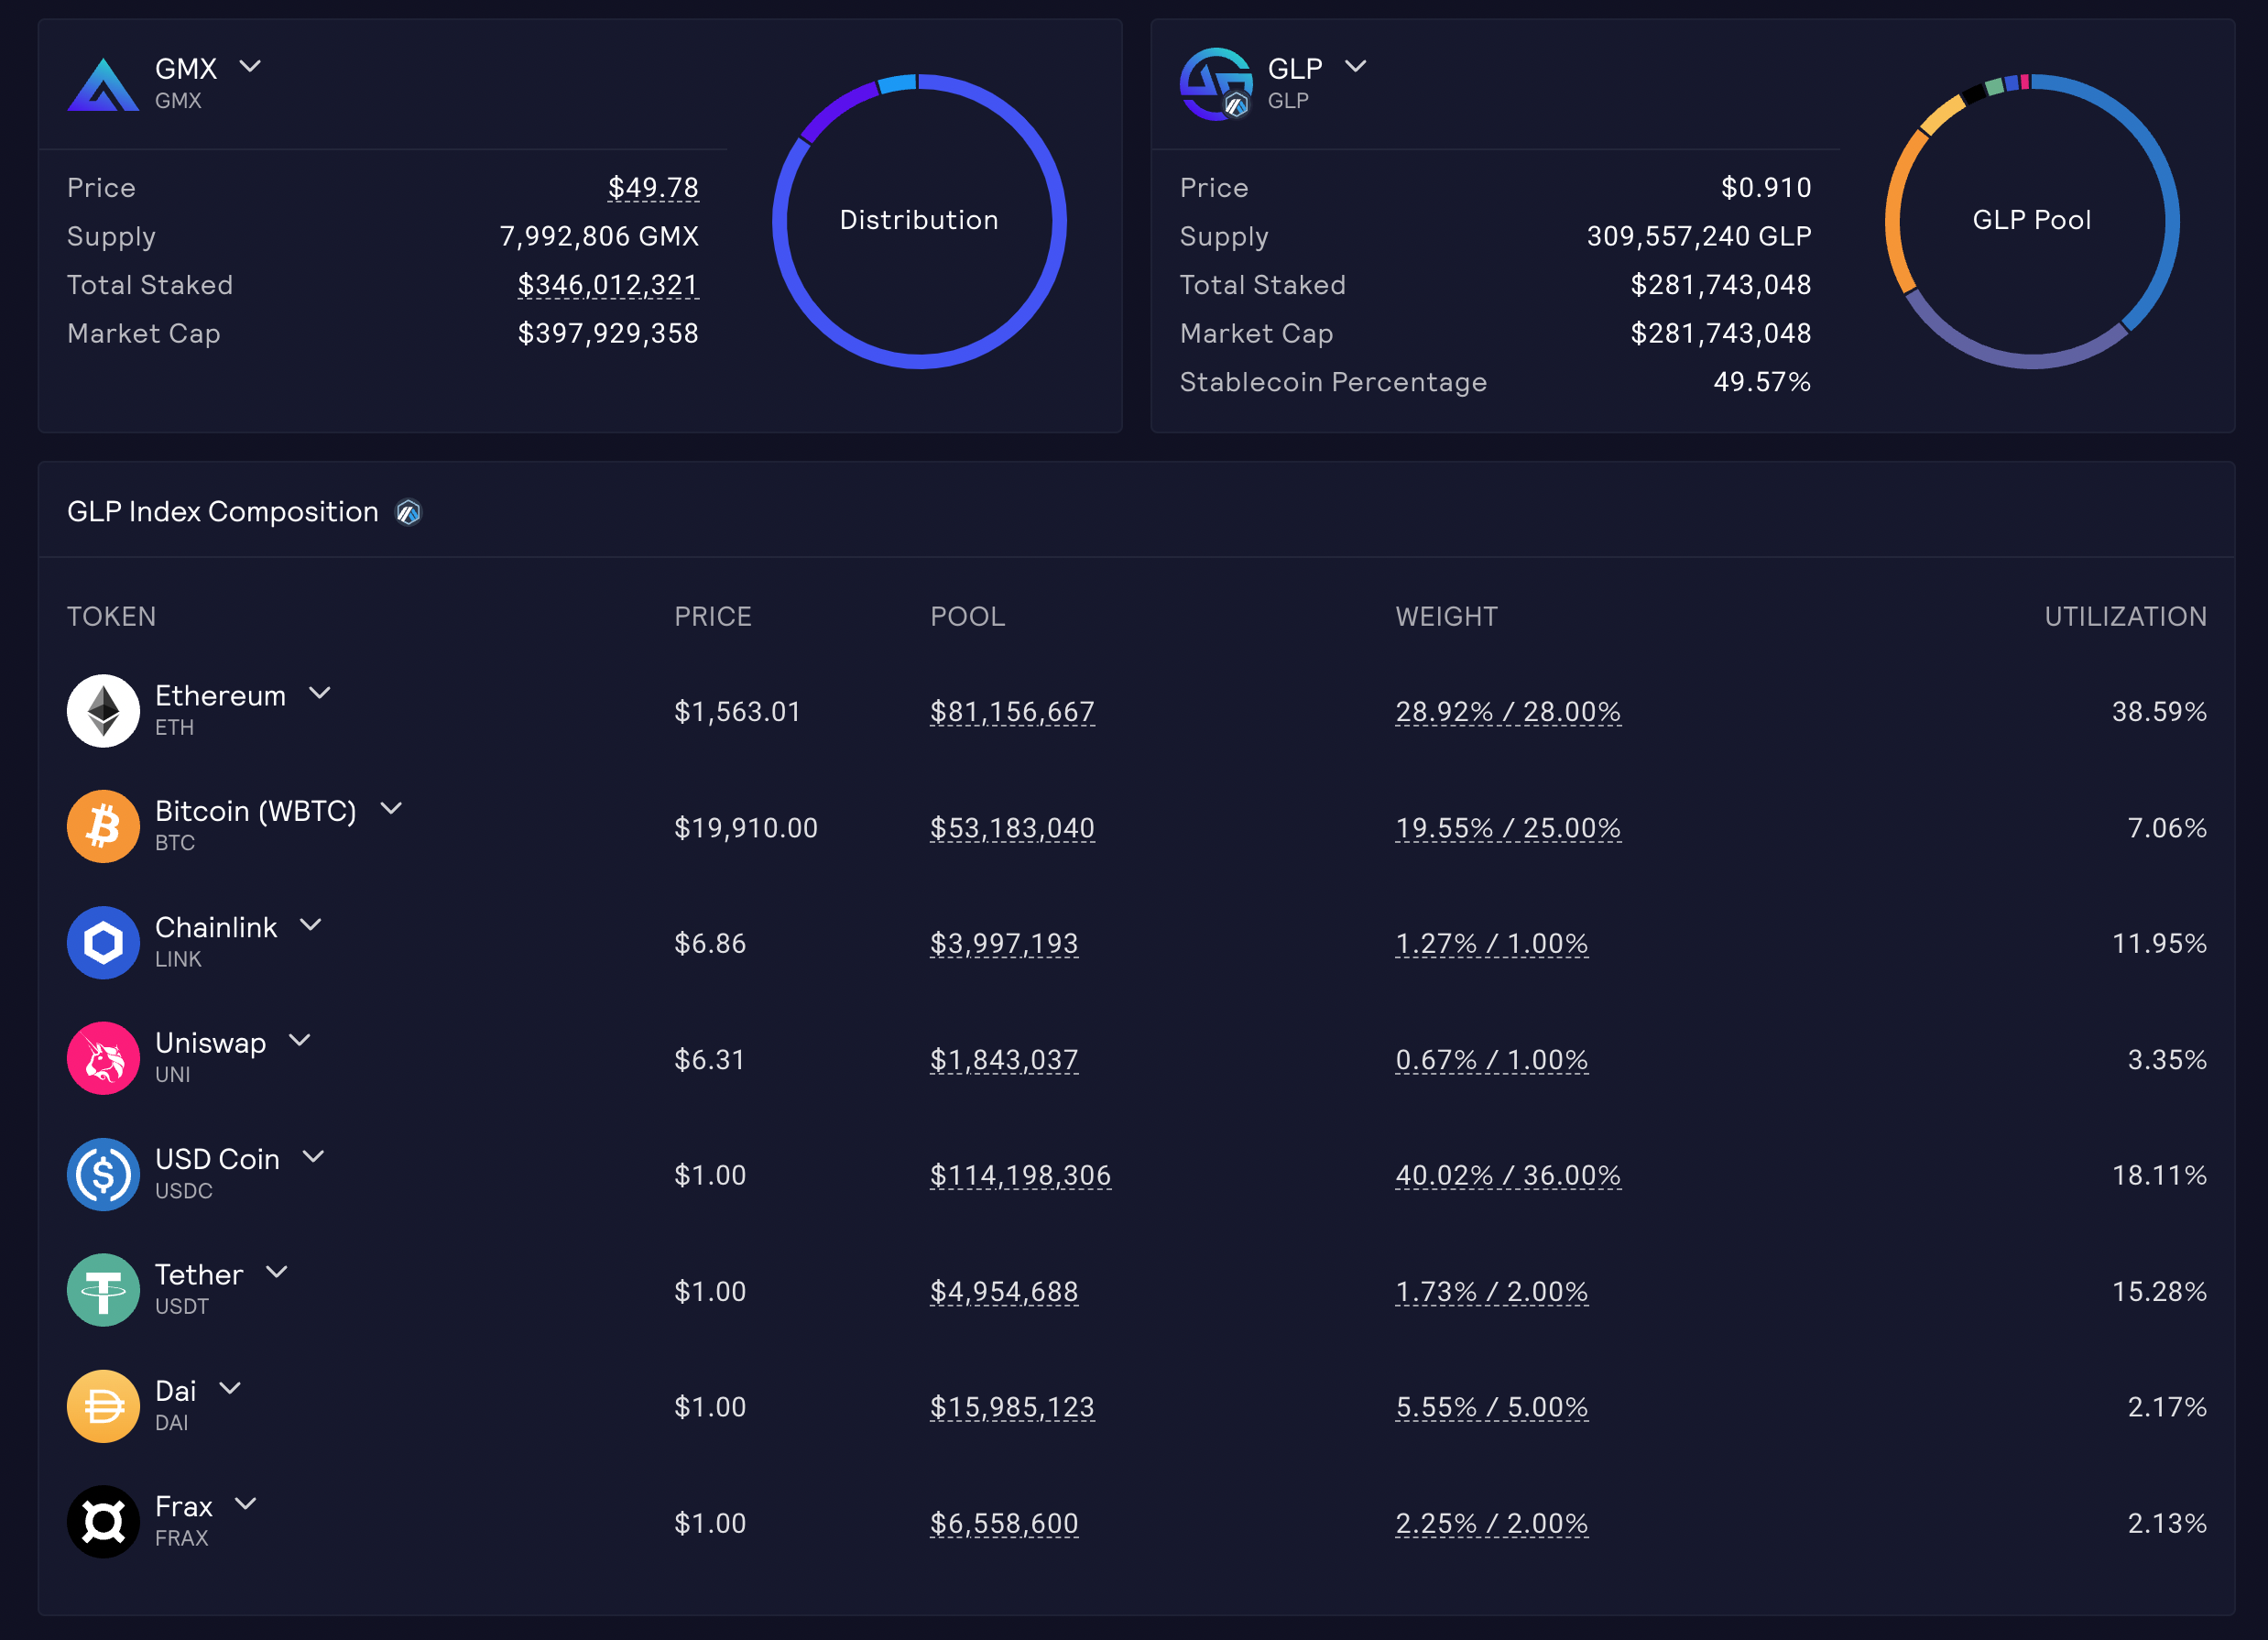 GMX
GMX
Price $49.78
Supply 7,992,806 GMX
Total Staked $346,012,321
Market Cap $397,929,358
Distribution
GLP
GLP
Price $0.910
Supply 309,557,240 GLP
Total Staked $281,743,048
Market Cap $281,743,048
Stablecoin Percentage 49.57%
GLP Pool
GLP Index Composition
TOKEN PRICE POOL WEIGHT UTILIZATION
Ethereum
ETH
$1,563.01 $81,156,667 28.92% / 28.00% 38.59%
Bitcoin (WBTC)
BTC
$19,910.00 $53,183,040 19.55% / 25.00% 7.06%
Chainlink
LINK
$6.86 $3,997,193 1.27% / 1.00% 11.95%
Uniswap
UNI
$6.31 $1,843,037 0.67% / 1.00% 3.35%
USD Coin
USDC
$1.00 $114,198,306 40.02% / 36.00% 18.11%
Tether
USDT
$1.00 $4,954,688 1.73% / 2.00% 15.28%
Dai
DAI
$1.00 $15,985,123 5.55% / 5.00% 2.17%
Frax
FRAX
$1.00 $6,558,600 2.25% / 2.00% 2.13%